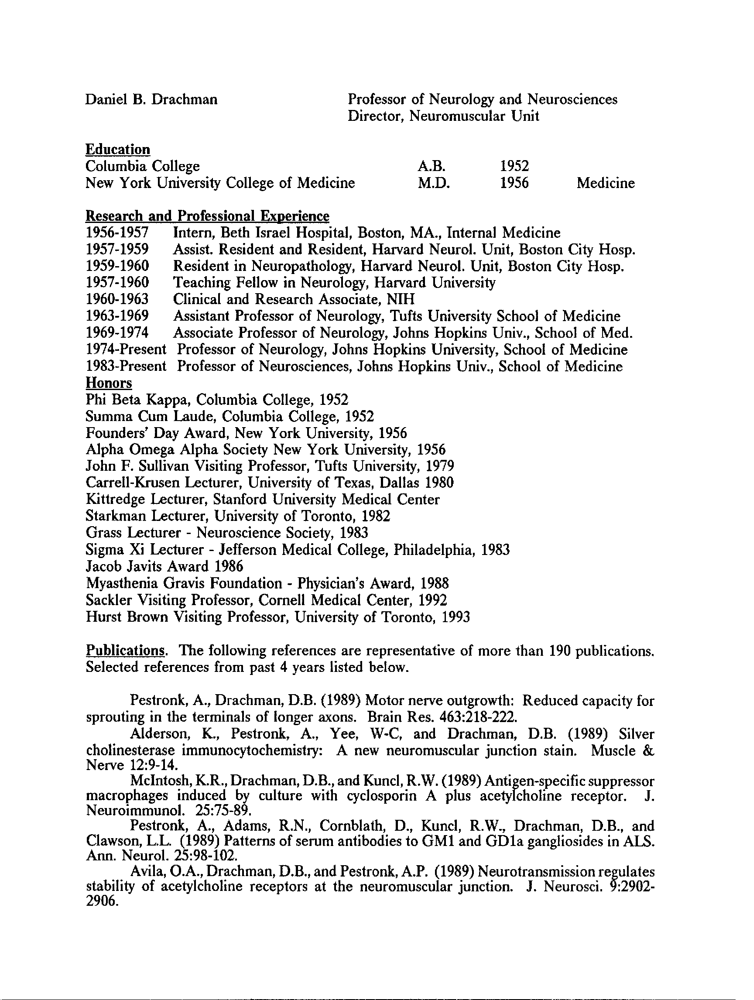 Daniel B. Drachman Professor of Neurology and Neurosciences
Director, Neuromuscular Unit
Education
Columbia College A.B. 1952
New York University College of Medicine M.D. 1956 Medicine
Research and Professional Experience
1956-1957 Intern, Beth Israel Hospital, Boston, MA., Internal Medicine
1957-1959 Assist. Resident and Resident, Harvard Neurol. Unit, Boston City Hosp.
1959-1960 Resident in Neuropathology, Harvard Neurol. Unit, Boston City Hosp.
1957-1960 Teaching Fellow in Neurology, Harvard University
1960-1963 Clinical and Research Associate, NIH
1963-1969 Assistant Professor of Neurology, Tufts University School of Medicine
1969-1974 Associate Professor of Neurology, Johns Hopkins Univ., School of Med.
1974-Present Professor of Neurology, Johns Hopkins University, School of Medicine
1983-Present Professor of Neurosciences, Johns Hopkins Univ., School of Medicine
Honors
Phi Beta Kappa, Columbia College, 1952
Summa Cum Laude, Columbia College, 1952
Founders' Day Award, New York University, 1956
Alpha Omega Alpha Society New York University, 1956
John F. Sullivan Visiting Professor, Tufts University, 1979
Carrell-Krusen Lecturer, University of Texas, Dallas 1980
Kittredge Lecturer, Stanford University Medical Center
Starkman Lecturer, University of Toronto, 1982
Grass Lecturer - Neuroscience Society, 1983
Sigma Xi Lecturer - Jefferson Medical College, Philadelphia, 1983
Jacob Javits Award 1986
Myasthenia Gravis Foundation - Physician's Award, 1988
Sackler Visiting Professor, Cornell Medical Center, 1992
Hurst Brown Visiting Professor, University of Toronto, 1993
Publications. The following references are representative of more than 190 publications.
Selected references from past 4 years listed below.
Pestronk, A., Drachman, D.B. (1989) Motor nerve outgrowth: Reduced capacity for
sprouting in the terminals of longer axons. Brain Res. 463:218-222.
Alderson, K., Pestronk, A., Yee, W-C, and Drachman, D.B. (1989) Silver
cholinesterase immunocytochemistry: A new neuromuscular junction stain. Muscle &
Nerve 12:9-14.
McIntosh, K.R., Drachman, D.B., and Kuncl, R.W. (1989) Antigen-specific suppressor
macrophages induced by culture with cyclosporin A plus acetylcholine receptor. J.
Neuroimmunol. 25:75-89.
Pestronk, A., Adams, R.N., Cornblath, D., Kuncl, R.W., Drachman, D.B., and
Clawson, L.L. (1989) Patterns of serum antibodies to GM1 and GD1a gangliosides in ALS.
Ann. Neurol. 25:98-102.
Avila, O.A., Drachman, D.B., and Pestronk, A.P. (1989) Neurotransmission regulates
stability of acetylcholine receptors at the neuromuscular junction. J. Neurosci. 9:2902-
2906.